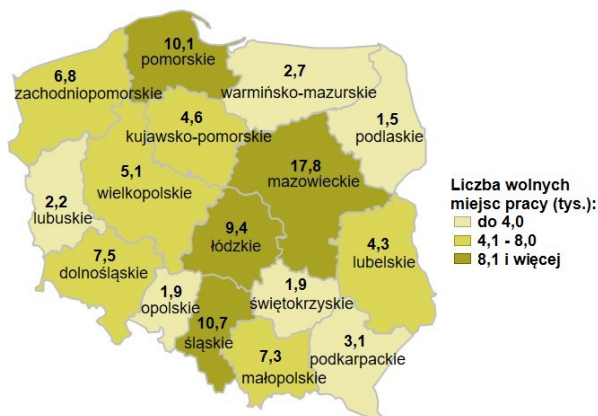 10,1
pomorskie
6,8
zachodniopomorskie
2,7
warmińsko-mazurskie
1,5
podlaskie
4,6
kujawsko-pomorskie
5,1
wielkopolskie
17,8
mazowieckie
2,2
lubuskie
9,4
łódzkie
7,5
dolnośląskie
4,3
lubelskie
1,9
opolskie
1,9
świętokrzyskie
10,7
śląskie
7,3
małopolskie
3,1
podkarpackie
Liczba wolnych
miejsc pracy (tys.):
do 4,0
4,1 - 8,0
8,1 i więcej